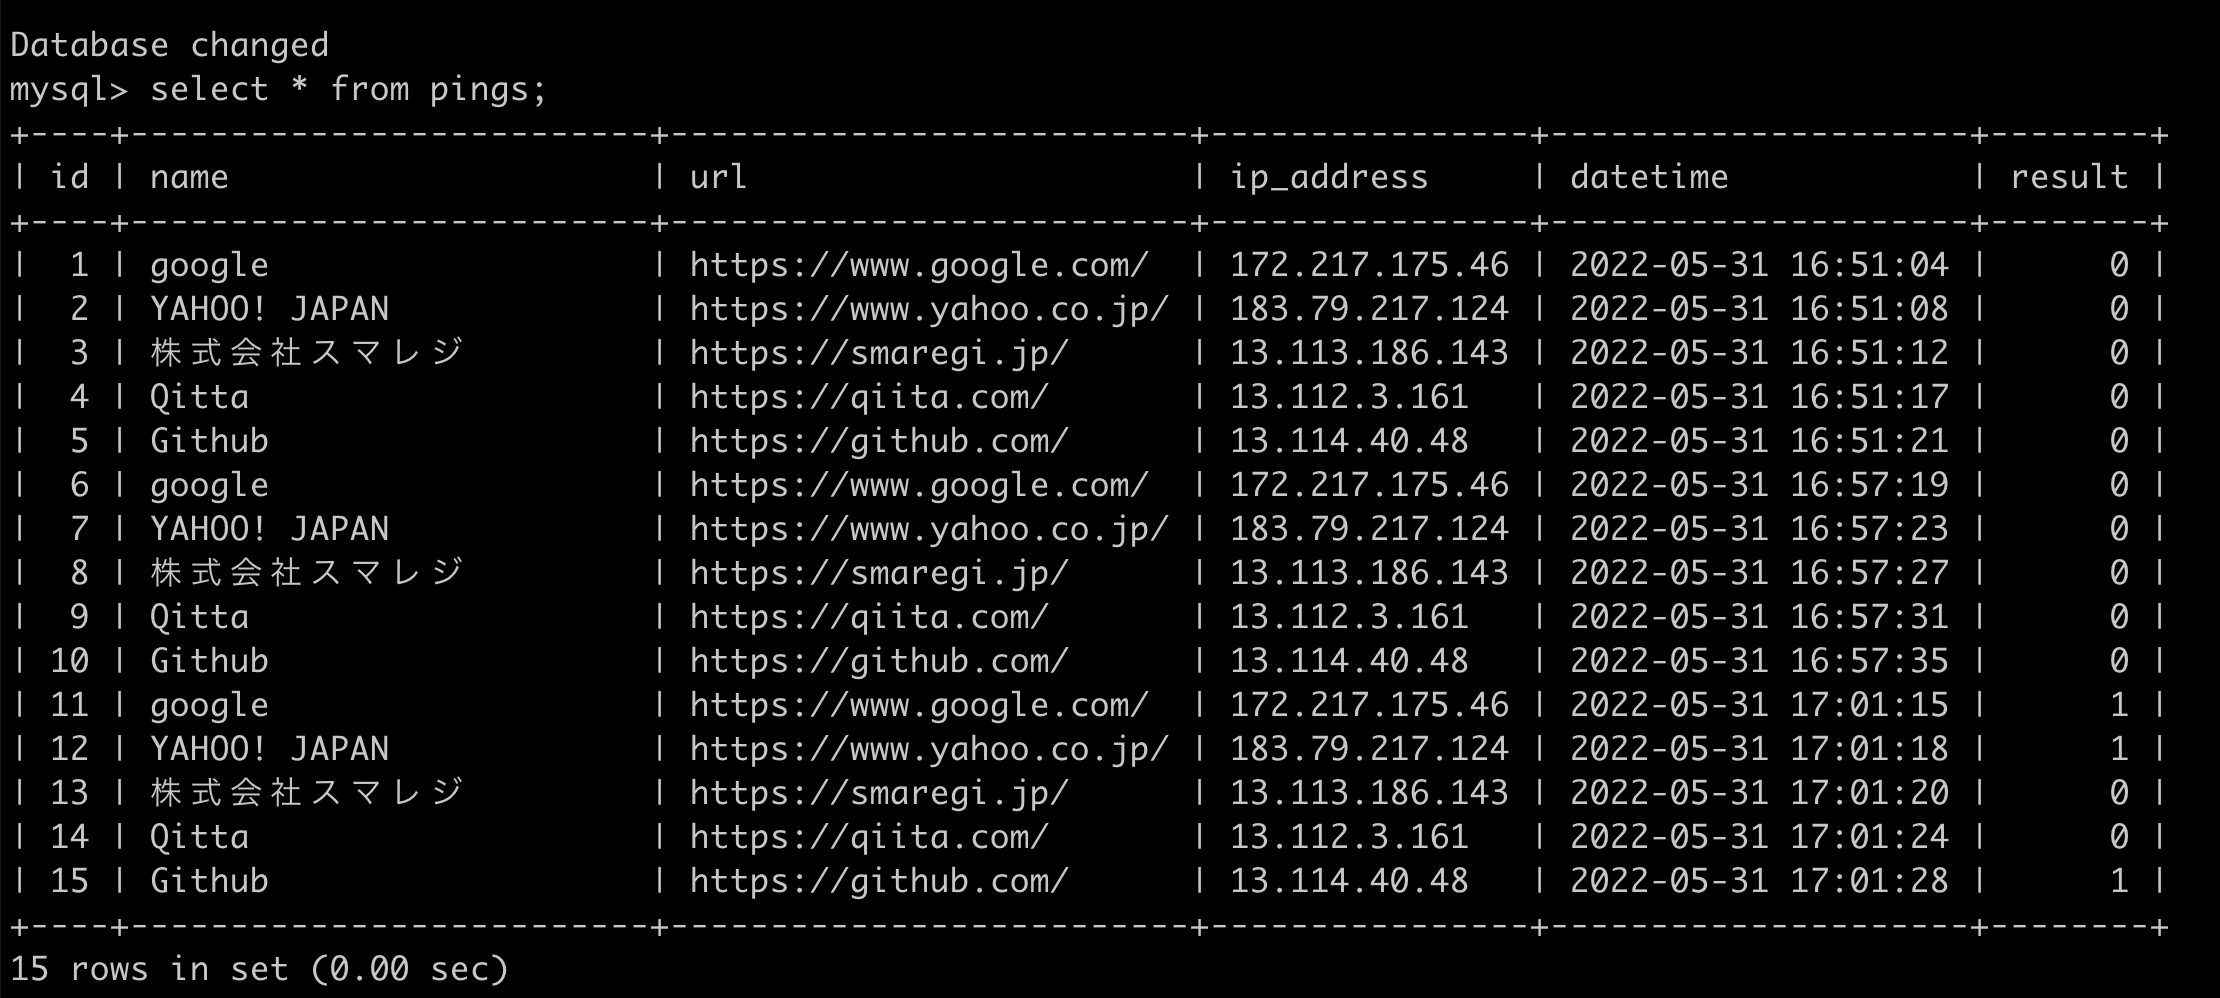 Database changed
mysql> select * from pings;
+----+--------------------------+--------------------------+----------------+---------------------+--------+
| id | name                     | url                      | ip_address     | datetime            | result |
+----+--------------------------+--------------------------+----------------+---------------------+--------+
|  1 | google                   | https://www.google.com/  | 172.217.175.46 | 2022-05-31 16:51:04 |      0 |
|  2 | YAHOO! JAPAN             | https://www.yahoo.co.jp/ | 183.79.217.124 | 2022-05-31 16:51:08 |      0 |
|  3 | 株式会社スマレジ         | https://smaregi.jp/      | 13.113.186.143 | 2022-05-31 16:51:12 |      0 |
|  4 | Qitta                    | https://qiita.com/       | 13.112.3.161   | 2022-05-31 16:51:17 |      0 |
|  5 | Github                   | https://github.com/      | 13.114.40.48   | 2022-05-31 16:51:21 |      0 |
|  6 | google                   | https://www.google.com/  | 172.217.175.46 | 2022-05-31 16:57:19 |      0 |
|  7 | YAHOO! JAPAN             | https://www.yahoo.co.jp/ | 183.79.217.124 | 2022-05-31 16:57:23 |      0 |
|  8 | 株式会社スマレジ         | https://smaregi.jp/      | 13.113.186.143 | 2022-05-31 16:57:27 |      0 |
|  9 | Qitta                    | https://qiita.com/       | 13.112.3.161   | 2022-05-31 16:57:31 |      0 |
| 10 | Github                   | https://github.com/      | 13.114.40.48   | 2022-05-31 16:57:35 |      0 |
| 11 | google                   | https://www.google.com/  | 172.217.175.46 | 2022-05-31 17:01:15 |      1 |
| 12 | YAHOO! JAPAN             | https://www.yahoo.co.jp/ | 183.79.217.124 | 2022-05-31 17:01:18 |      1 |
| 13 | 株式会社スマレジ         | https://smaregi.jp/      | 13.113.186.143 | 2022-05-31 17:01:20 |      0 |
| 14 | Qitta                    | https://qiita.com/       | 13.112.3.161   | 2022-05-31 17:01:24 |      0 |
| 15 | Github                   | https://github.com/      | 13.114.40.48   | 2022-05-31 17:01:28 |      1 |
+----+--------------------------+--------------------------+----------------+---------------------+--------+
15 rows in set (0.00 sec)